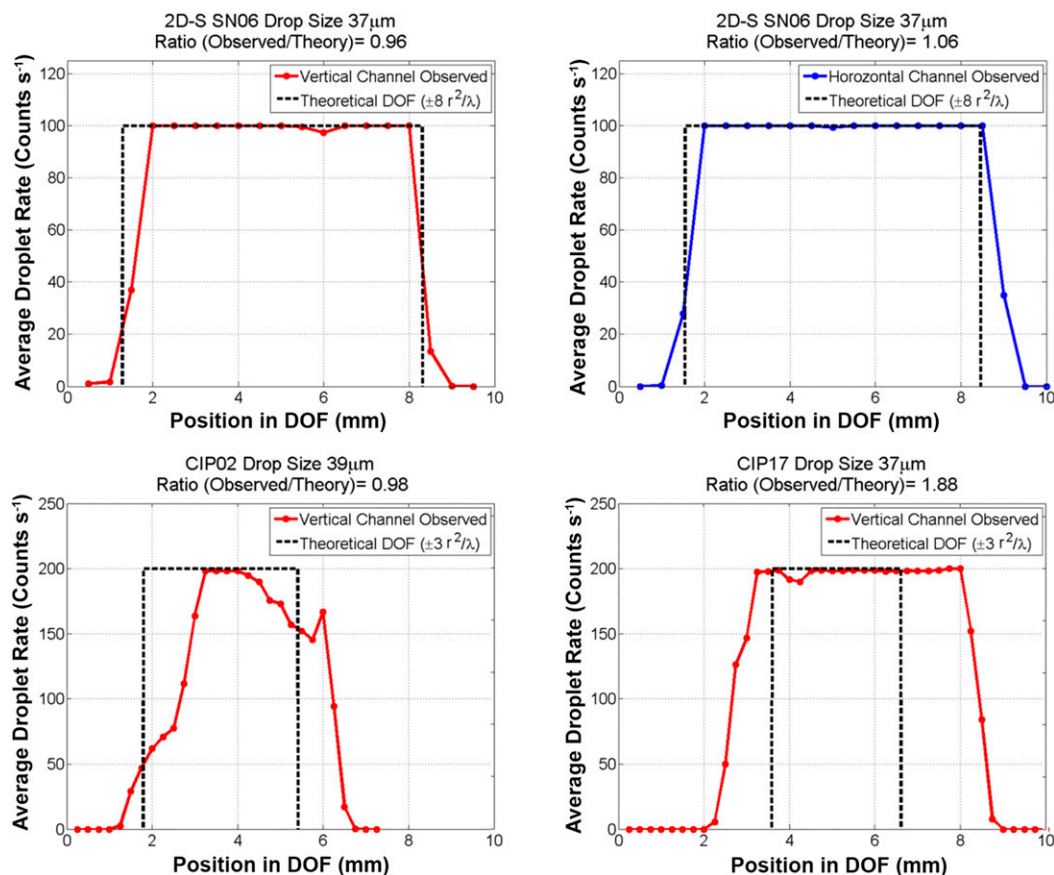 2D-S SN06 Drop Size 37μm
Ratio (Observed/Theory)= 0.96
Vertical Channel Observed
Theoretical DOF (±8 r²/λ)
Average Droplet Rate (Counts s⁻¹)
120
100
80
60
40
20
0
0 2 4 6 8 10
Position in DOF (mm)
2D-S SN06 Drop Size 37μm
Ratio (Observed/Theory)= 1.06
Horozontal Channel Observed
Theoretical DOF (±8 r²/λ)
Average Droplet Rate (Counts s⁻¹)
120
100
80
60
40
20
0
0 2 4 6 8 10
Position in DOF (mm)
CIP02 Drop Size 39μm
Ratio (Observed/Theory)= 0.98
Vertical Channel Observed
Theoretical DOF (±3 r²/λ)
Average Droplet Rate (Counts s⁻¹)
250
200
150
100
50
0
0 2 4 6 8 10
Position in DOF (mm)
CIP17 Drop Size 37μm
Ratio (Observed/Theory)= 1.88
Vertical Channel Observed
Theoretical DOF (±3 r²/λ)
Average Droplet Rate (Counts s⁻¹)
250
200
150
100
50
0
0 2 4 6 8 10
Position in DOF (mm)